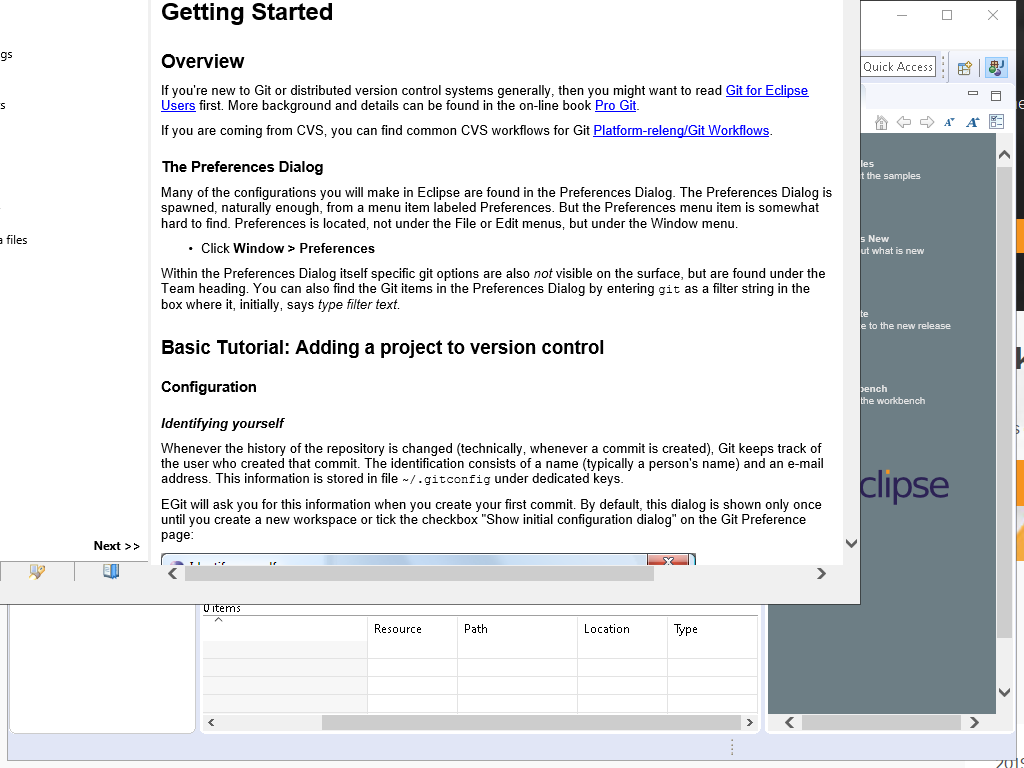 Getting Started
gs
Overview
Quick Access
If you're new to Git or distributed version control systems generally, then you might want to read Git for Eclipse
Users first. More background and details can be found in the on-line book Pro Git.
If you are coming from CVS, you can find common CVS workflows for Git Platform-releng/Git Workflows.
The Preferences Dialog
Many of the configurations you will make in Eclipse are found in the Preferences Dialog. The Preferences Dialog is
spawned, naturally enough, from a menu item labeled Preferences. But the Preferences menu item is somewhat
hard to find. Preferences is located, not under the File or Edit menus, but under the Window menu.
a files
• Click Window > Preferences
Within the Preferences Dialog itself specific git options are also not visible on the surface, but are found under the
Team heading. You can also find the Git items in the Preferences Dialog by entering git as a filter string in the
box where it, initially, says type filter text.
Basic Tutorial: Adding a project to version control
Configuration
Identifying yourself
Whenever the history of the repository is changed (technically, whenever a commit is created), Git keeps track of
the user who created that commit. The identification consists of a name (typically a person's name) and an e-mail
address. This information is stored in file ~/.gitconfig under dedicated keys.
EGit will ask you for this information when you create your first commit. By default, this dialog is shown only once
until you create a new workspace or tick the checkbox "Show initial configuration dialog" on the Git Preference
page:
Next >>
les
t the samples
s New
ut what is new
te
e to the new release
bench
the workbench
clipse
0 items
Resource
Path
Location
Type
2019